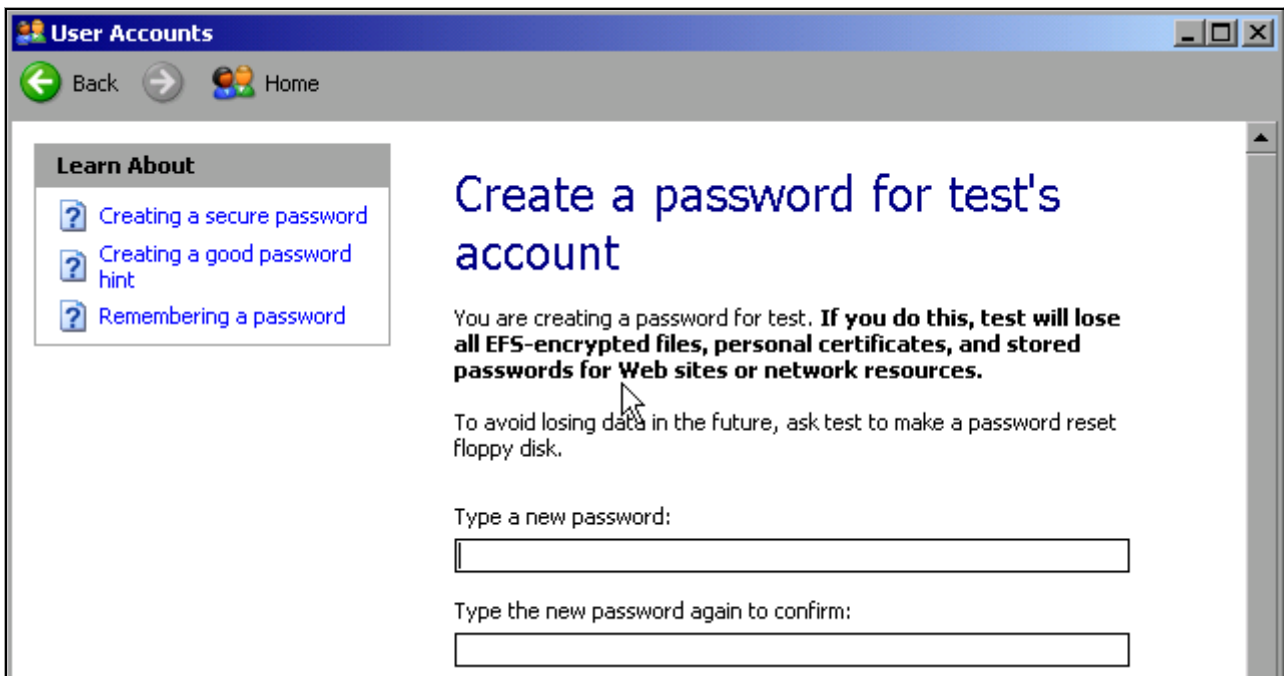 User Accounts
Back
Home
Learn About
Creating a secure password
Creating a good password
hint
Remembering a password
Create a password for test's
account
You are creating a password for test. If you do this, test will lose
all EFS-encrypted files, personal certificates, and stored
passwords for Web sites or network resources.
To avoid losing data in the future, ask test to make a password reset
floppy disk.
Type a new password:
Type the new password again to confirm: